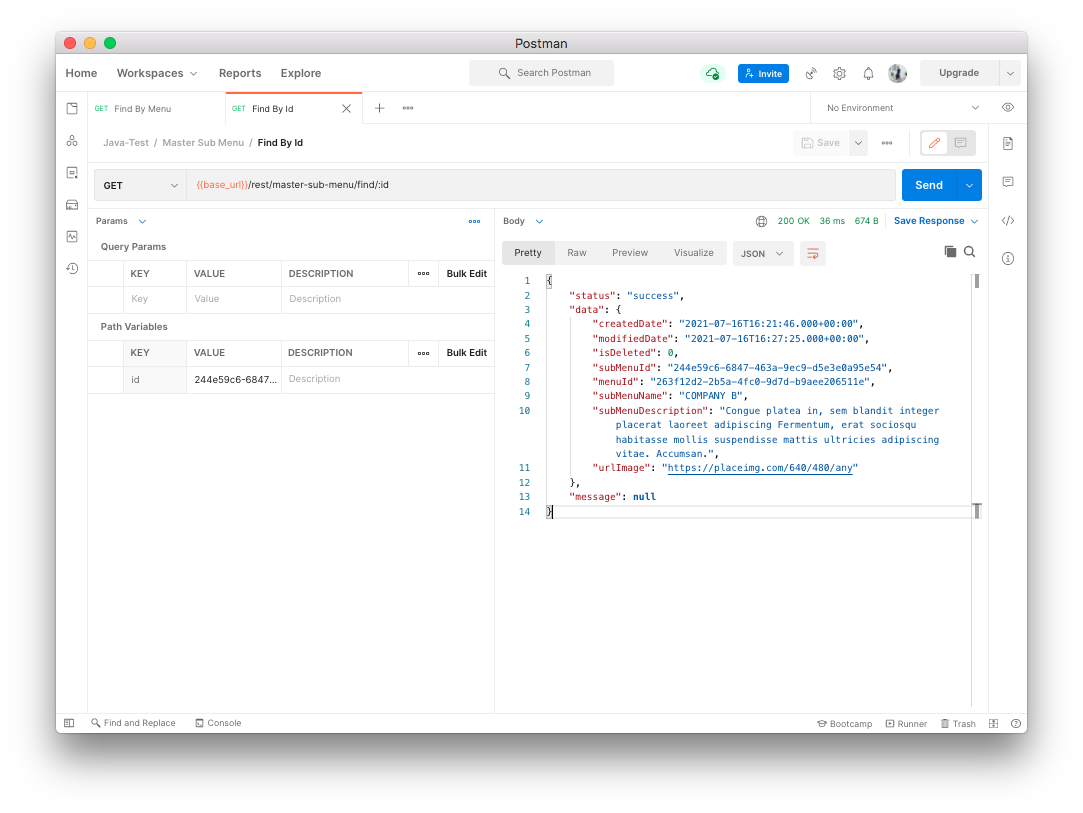 Postman
Home Workspaces Reports Explore Search Postman Invite Upgrade
GET Find By Menu GET Find By Id No Environment
Java-Test / Master Sub Menu / Find By Id Save
GET {{base_url}}/rest/master-sub-menu/find/:id Send
Params
Query Params
KEY VALUE DESCRIPTION Bulk Edit
Key Value Description
Path Variables
KEY VALUE DESCRIPTION Bulk Edit
id 244e59c6-6847... Description
Body 200 OK 36 ms 674 B Save Response
Pretty Raw Preview Visualize JSON
1 {
2 "status": "success",
3 "data": {
4 "createdDate": "2021-07-16T16:21:46.000+00:00",
5 "modifiedDate": "2021-07-16T16:27:25.000+00:00",
6 "isDeleted": 0,
7 "subMenuId": "244e59c6-6847-463a-9ec9-d5e3e0a95e54",
8 "menuId": "263f12d2-2b5a-4fc0-9d7d-b9aee206511e",
9 "subMenuName": "COMPANY B",
10 "subMenuDescription": "Congue platea in, sem blandit integer
placerat laoreet adipiscing Fermentum, erat sociosqu
habitasse mollis suspendisse mattis ultricies adipiscing
vitae. Accumsan.",
11 "urlImage": "https://placeimg.com/640/480/any"
12 },
13 "message": null
14 }
Find and Replace Console Bootcamp Runner Trash